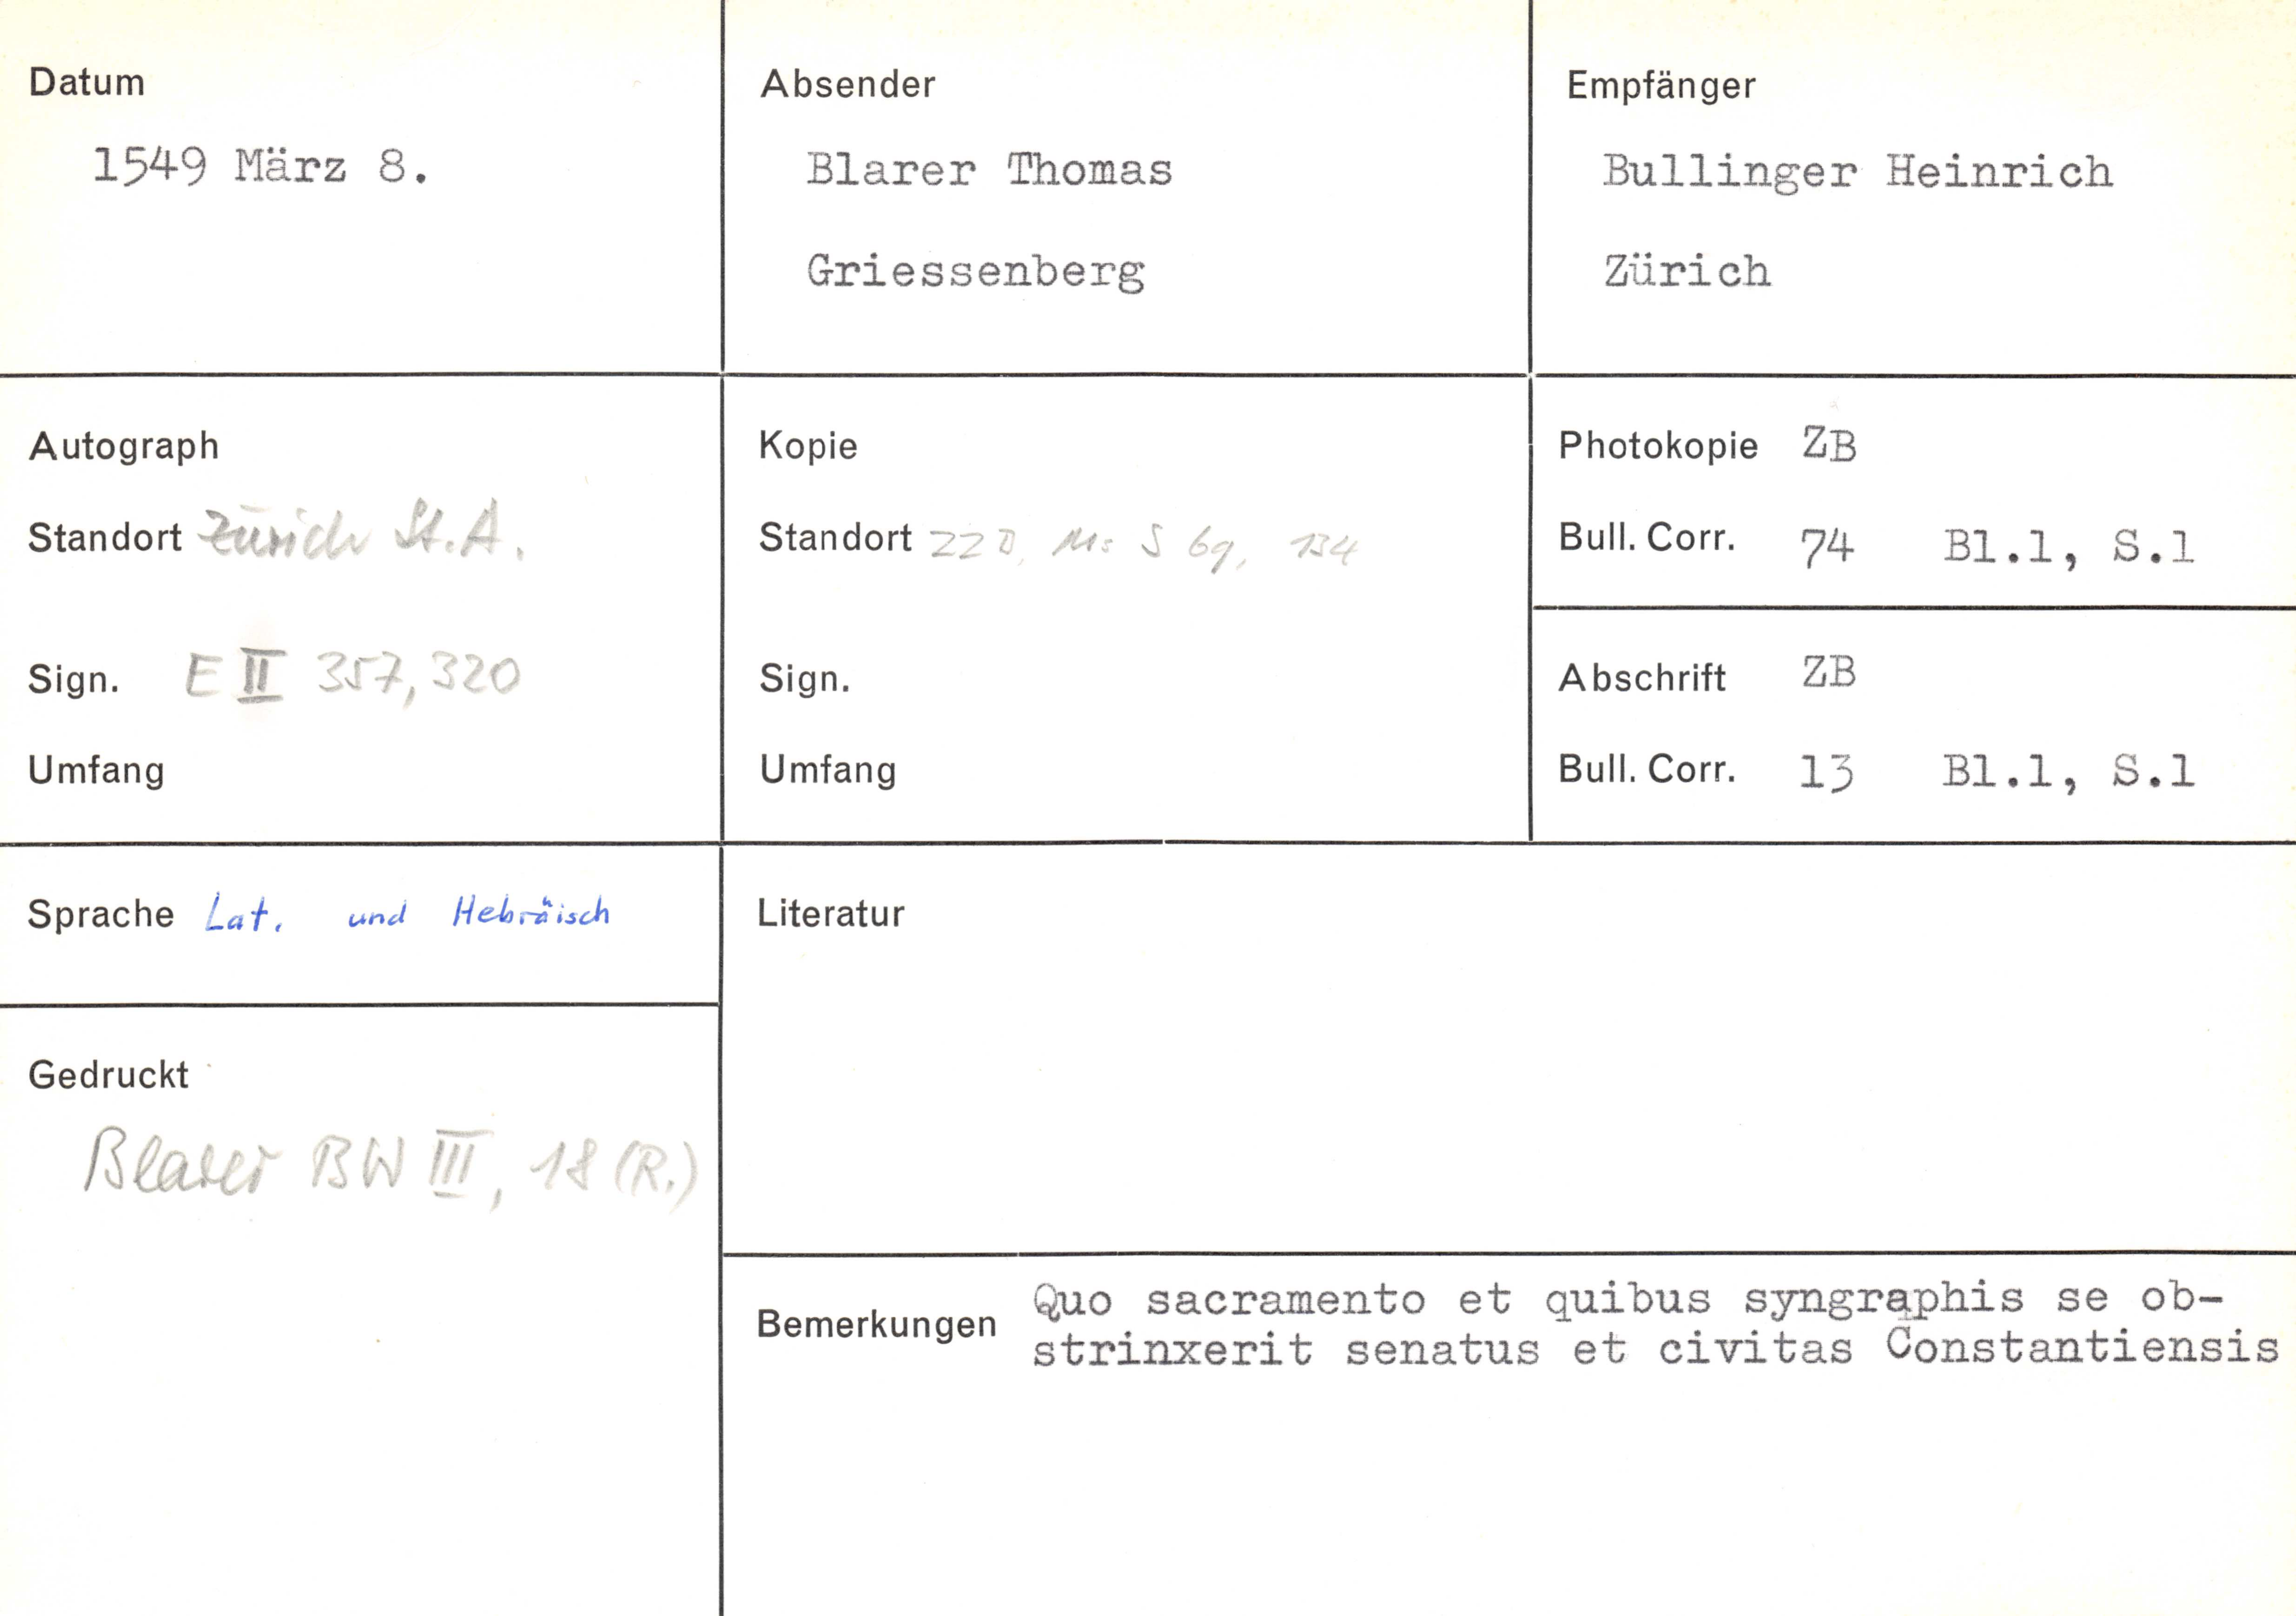 Datum
1549 März 8.
Absender
Blarer Thomas
Griessenberg
Empfänger
Bullinger Heinrich
Zürich
Autograph
Standort Zürich St.A.
Sign. E II 357, 320
Umfang
Kopie
Standort Ms S 69, 134
Sign.
Umfang
Photokopie ZB
Bull. Corr. 74 Bl.1, S.1
Abschrift ZB
Bull. Corr. 13 Bl.1, S.1
Sprache Lat. und Hebräisch
Gedruckt
Blarer BW III, 18 (R.)
Literatur
Bemerkungen Quo sacramento et quibus syngraphis se ob-
strinxerit senatus et civitas Constantiensis